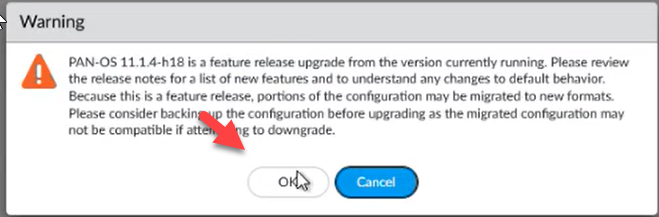 Warning
PAN-OS 11.1.4-h18 is a feature release upgrade from the version currently running. Please review
the release notes for a list of new features and to understand any changes to default behavior.
Because this is a feature release, portions of the configuration may be migrated to new formats.
Please consider backing up the configuration before upgrading as the migrated configuration may
not be compatible if attempting to downgrade.
OK
Cancel